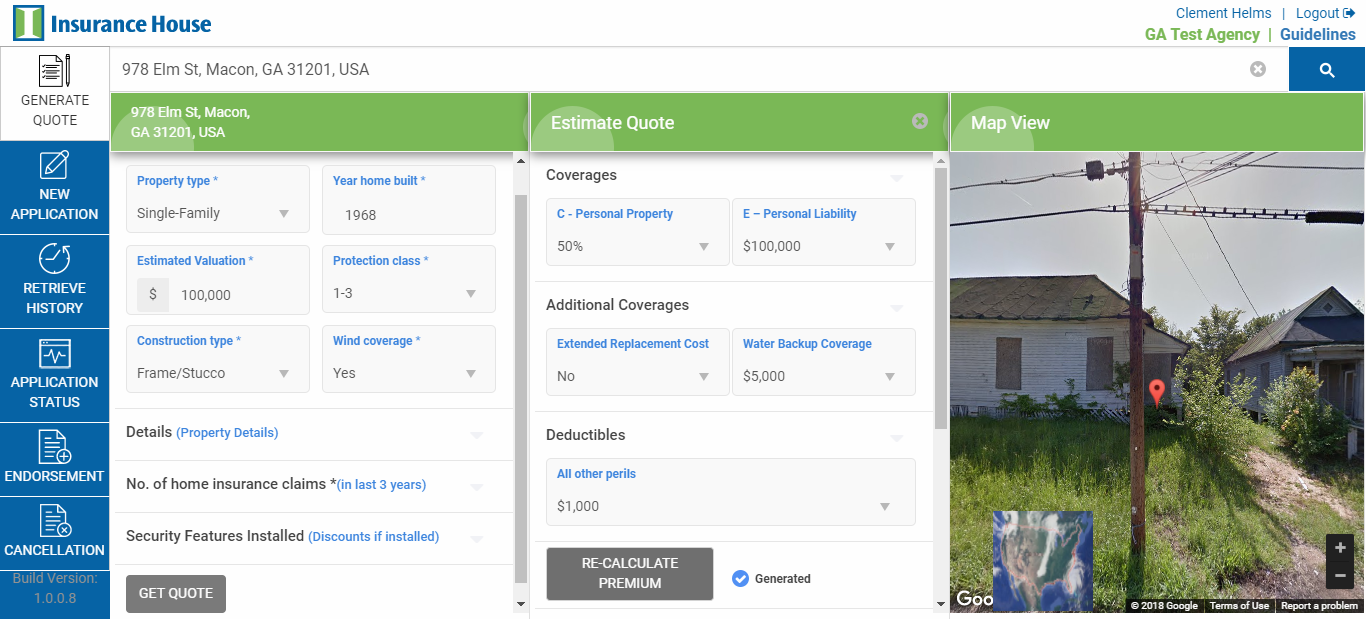 Insurance House
Clement Helms | Logout
GA Test Agency | Guidelines
GENERATE
QUOTE
978 Elm St, Macon, GA 31201, USA
NEW
APPLICATION
RETRIEVE
HISTORY
APPLICATION
STATUS
ENDORSEMENT
CANCELLATION
Build Version:
1.0.0.8
978 Elm St, Macon,
GA 31201, USA
Property type *
Single-Family
Year home built *
1968
Estimated Valuation *
$ 100,000
Protection class *
1-3
Construction type *
Frame/Stucco
Wind coverage *
Yes
Details (Property Details)
No. of home insurance claims *(in last 3 years)
Security Features Installed (Discounts if installed)
GET QUOTE
Estimate Quote
Coverages
C - Personal Property
50%
E – Personal Liability
$100,000
Additional Coverages
Extended Replacement Cost
No
Water Backup Coverage
$5,000
Deductibles
All other perils
$1,000
RE-CALCULATE
PREMIUM
Generated
Map View
Goo
© 2018 Google Terms of Use Report a problem